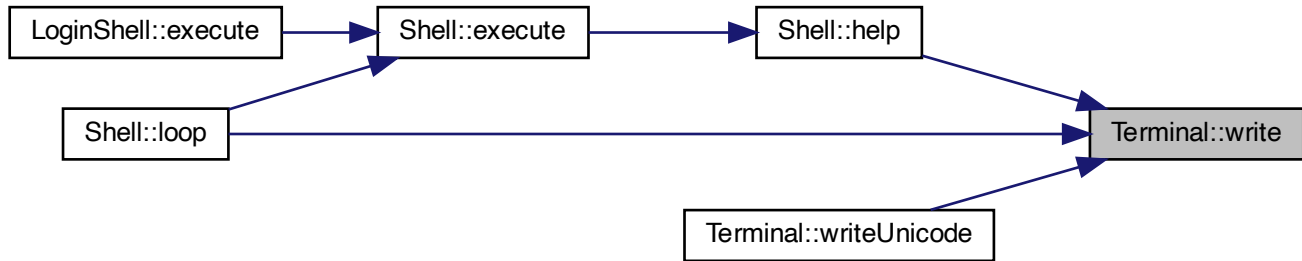 LoginShell::execute
Shell::execute
Shell::help
Shell::loop
Terminal::write
Terminal::writeUnicode